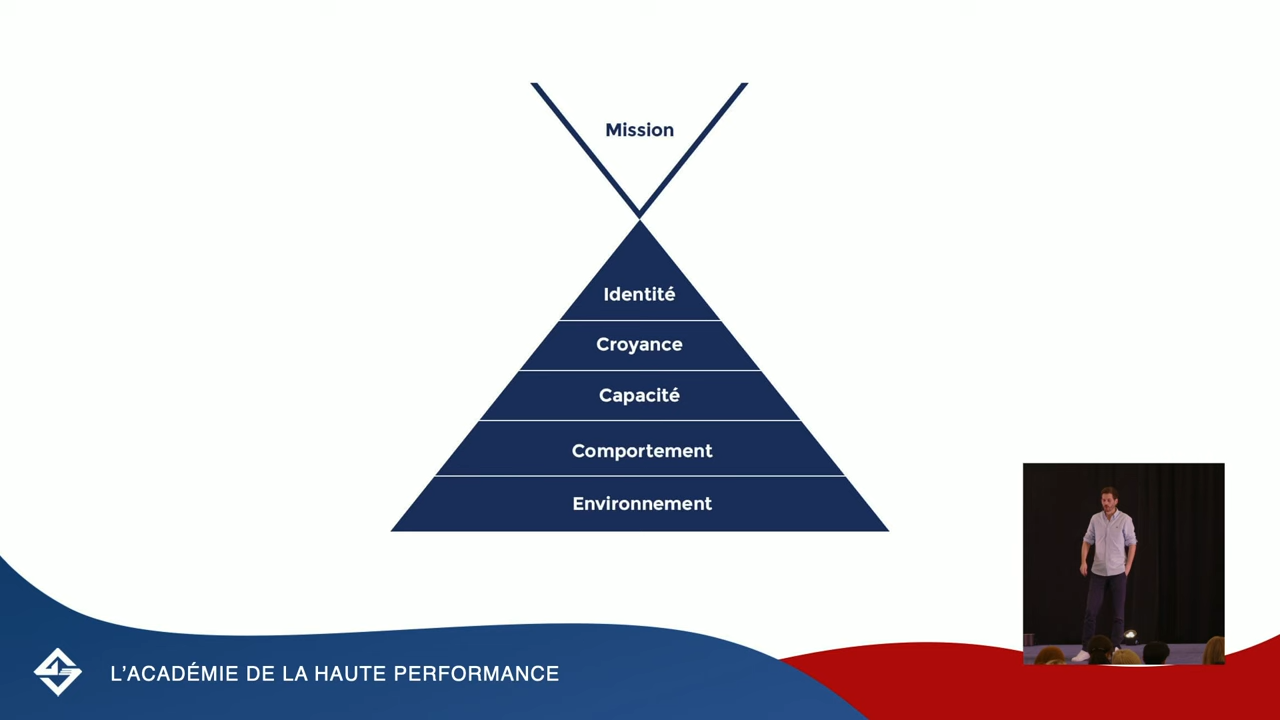 Mission
Identité
Croyance
Capacité
Comportement
Environnement
L'ACADÉMIE DE LA HAUTE PERFORMANCE